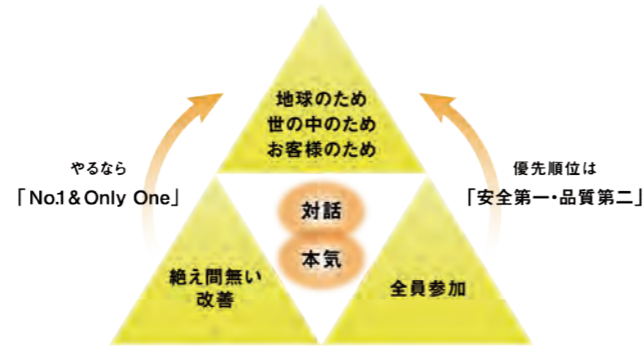 地球のため
世の中のため
お客様のため
やるなら
「No.1＆Only One」
優先順位は
「安全第一・品質第二」
対話
本気
絶え間無い
改善
全員参加